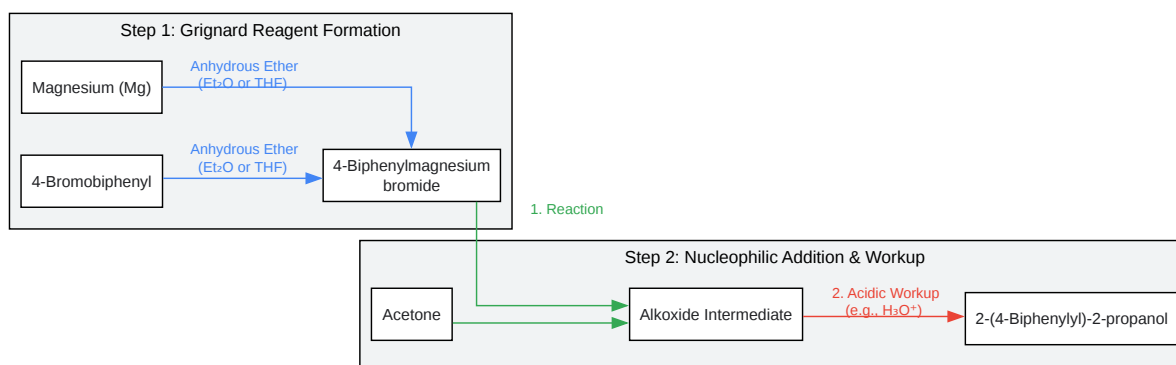 Step 1: Grignard Reagent Formation
Magnesium (Mg)
Anhydrous Ether
(Et₂O or THF)
4-Bromobiphenyl
Anhydrous Ether
(Et₂O or THF)
4-Biphenylmagnesium
bromide
1. Reaction
Step 2: Nucleophilic Addition & Workup
Acetone
Alkoxide Intermediate
2. Acidic Workup
(e.g., H₃O⁺)
2-(4-Biphenylyl)-2-propanol